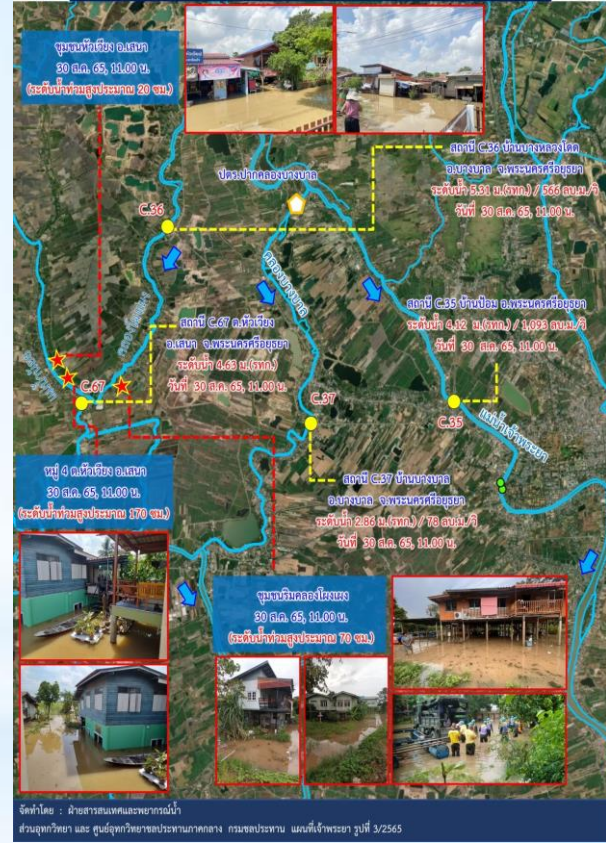 ชุมชนหัวเวียง อ.เสนา
30 ส.ค. 65, 11.00 น.
(ระดับน้ำท่วมสูงประมาณ 20 ซม.)
สถานี C.36 บ้านบางหลวงโดด
อ.บางบาล จ.พระนครศรีอยุธยา
ระดับน้ำ 5.31 ม.(รทก.) / 566 ลบ.ม./วิ
วันที่ 30 ส.ค. 65, 11.00 น.
ปตร.ปากคลองบางบาล
C.36
คลองบางบาล
สถานี C.35 บ้านป้อม อ.พระนครศรีอยุธยา
ระดับน้ำ 4.12 ม.(รทก.) / 1,093 ลบ.ม./วิ
วันที่ 30 ส.ค. 65, 11.00 น.
สถานี C.67 ต.หัวเวียง
อ.เสนา จ.พระนครศรีอยุธยา
ระดับน้ำ 4.63 ม.(รทก.)
วันที่ 30 ส.ค. 65, 11.00 น.
C.67
C.37
C.35
แม่น้ำเจ้าพระยา
หมู่ 4 ต.หัวเวียง อ.เสนา
30 ส.ค. 65, 11.00 น.
(ระดับน้ำท่วมสูงประมาณ 170 ซม.)
สถานี C.37 บ้านบางบาล
อ.บางบาล จ.พระนครศรีอยุธยา
ระดับน้ำ 2.86 ม.(รทก.) / 78 ลบ.ม./วิ
วันที่ 30 ส.ค. 65, 11.00 น.
ชุมชนริมคลองโผงเผง
30 ส.ค. 65, 11.00 น.
(ระดับน้ำท่วมสูงประมาณ 70 ซม.)
จัดทำโดย : ฝ่ายสารสนเทศและพยากรณ์น้ำ
ส่วนอุทกวิทยา และ ศูนย์อุทกวิทยาชลประทานภาคกลาง กรมชลประทาน แผนที่เจ้าพระยา รูปที่ 3/2565